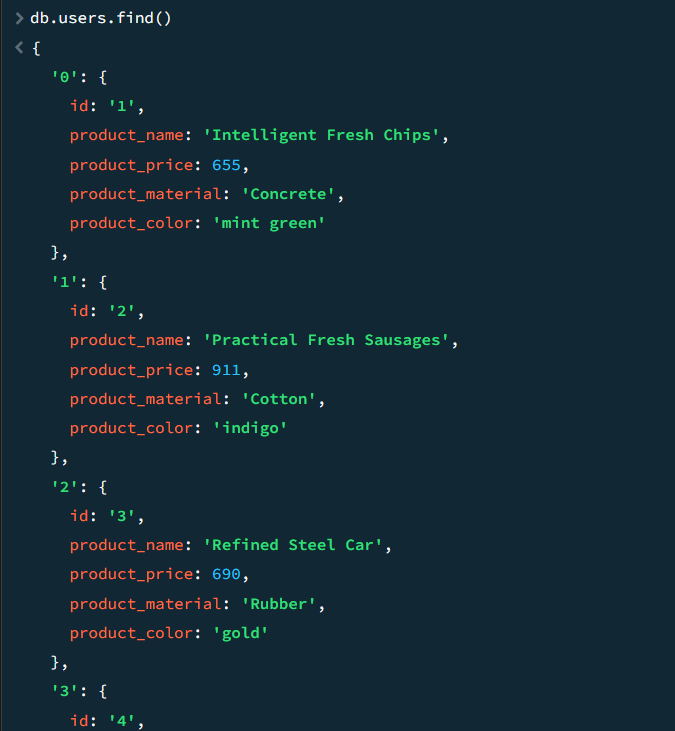 db.users.find()
{
'0': {
id: '1',
product_name: 'Intelligent Fresh Chips',
product_price: 655,
product_material: 'Concrete',
product_color: 'mint green'
},
'1': {
id: '2',
product_name: 'Practical Fresh Sausages',
product_price: 911,
product_material: 'Cotton',
product_color: 'indigo'
},
'2': {
id: '3',
product_name: 'Refined Steel Car',
product_price: 690,
product_material: 'Rubber',
product_color: 'gold'
},
'3': {
id: '4',